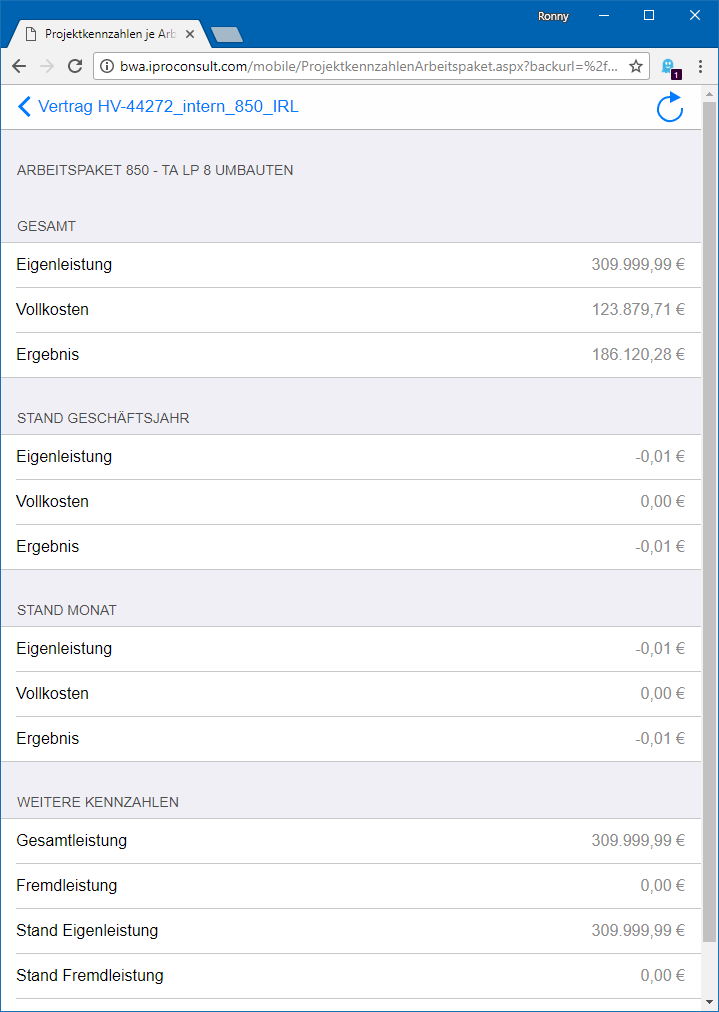 Ronny
Projektkennzahlen je Arb
bwa.iproconsult.com/mobile/ProjektkennzahlenArbeitspaket.aspx?backurl=%2f...
1
Vertrag HV-44272_intern_850_IRL
ARBEITSPAKET 850 - TA LP 8 UMBAUTEN
GESAMT
Eigenleistung 309.999,99 €
Vollkosten 123.879,71 €
Ergebnis 186.120,28 €
STAND GESCHÄFTSJAHR
Eigenleistung -0,01 €
Vollkosten 0,00 €
Ergebnis -0,01 €
STAND MONAT
Eigenleistung -0,01 €
Vollkosten 0,00 €
Ergebnis -0,01 €
WEITERE KENNZAHLEN
Gesamtleistung 309.999,99 €
Fremdleistung 0,00 €
Stand Eigenleistung 309.999,99 €
Stand Fremdleistung 0,00 €